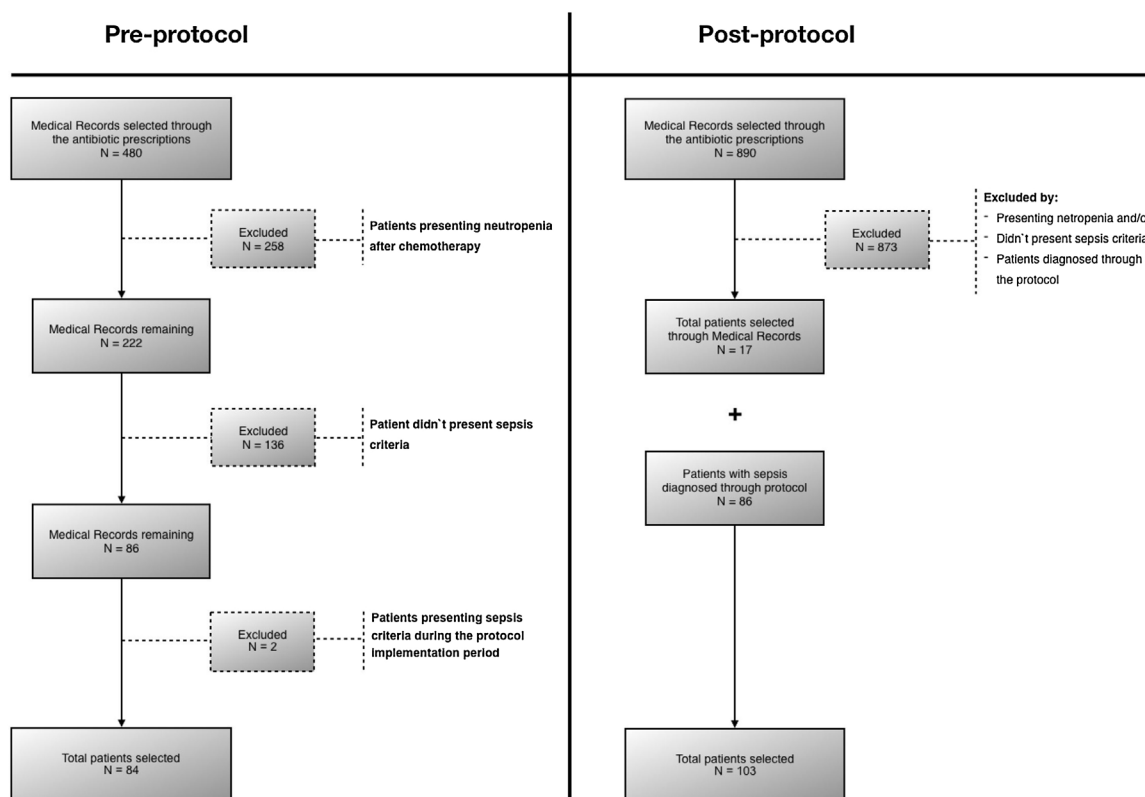 Pre-protocol
Medical Records selected through
the antibiotic prescriptions
N = 480
Excluded
N = 258
Patients presenting neutropenia
after chemotherapy
Medical Records remaining
N = 222
Excluded
N = 136
Patient didn`t present sepsis
criteria
Medical Records remaining
N = 86
Excluded
N = 2
Patients presenting sepsis
criteria during the protocol
implementation period
Total patients selected
N = 84
Post-protocol
Medical Records selected through
the antibiotic prescriptions
N = 890
Excluded
N = 873
Excluded by:
- Presenting netropenia and/o
- Didn`t present sepsis criteria
- Patients diagnosed through
the protocol
Total patients selected
through Medical Records
N = 17
+
Patients with sepsis
diagnosed through protocol
N = 86
Total patients selected
N = 103